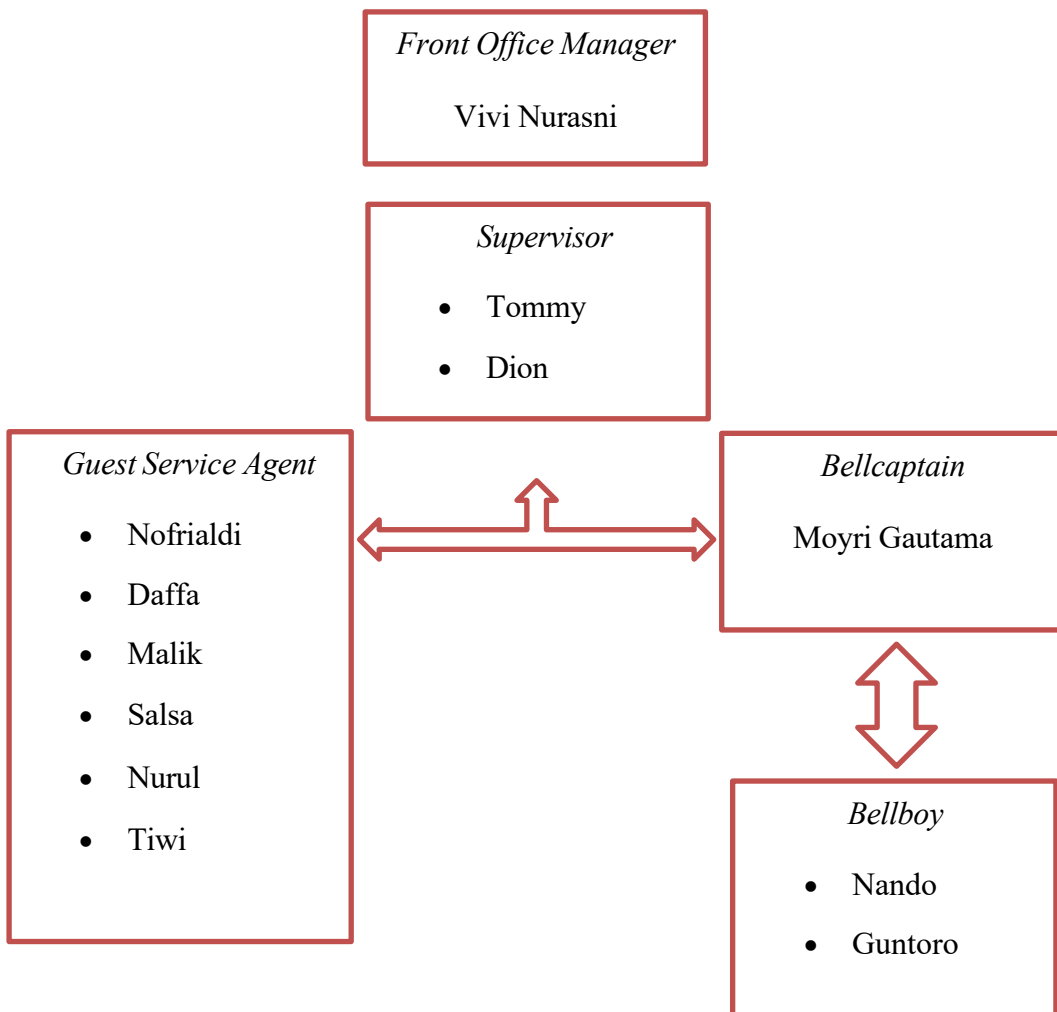 Front Office Manager
Vivi Nurasni
Supervisor
• Tommy
• Dion
Guest Service Agent
• Nofrialdi
• Daffa
• Malik
• Salsa
• Nurul
• Tiwi
Bellcaptain
Moyri Gautama
Bellboy
• Nando
• Guntoro